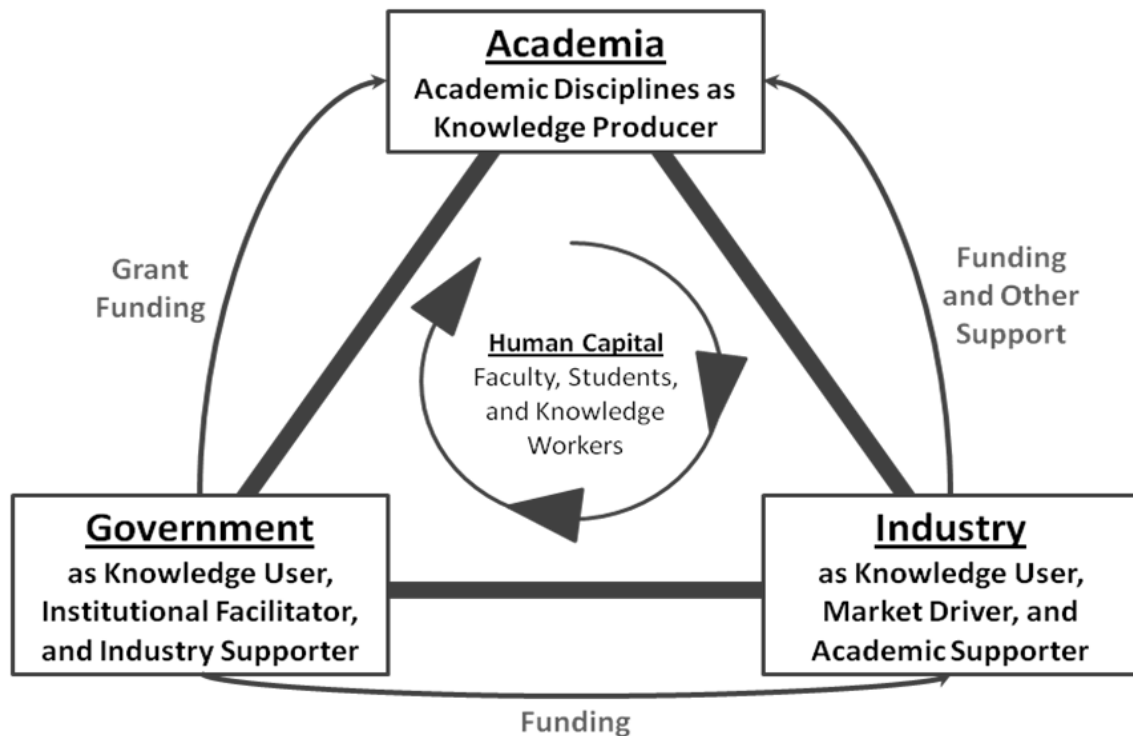 Academia
Academic Disciplines as
Knowledge Producer
Grant
Funding
Funding
and Other
Support
Human Capital
Faculty, Students,
and Knowledge
Workers
Government
as Knowledge User,
Institutional Facilitator,
and Industry Supporter
Industry
as Knowledge User,
Market Driver, and
Academic Supporter
Funding